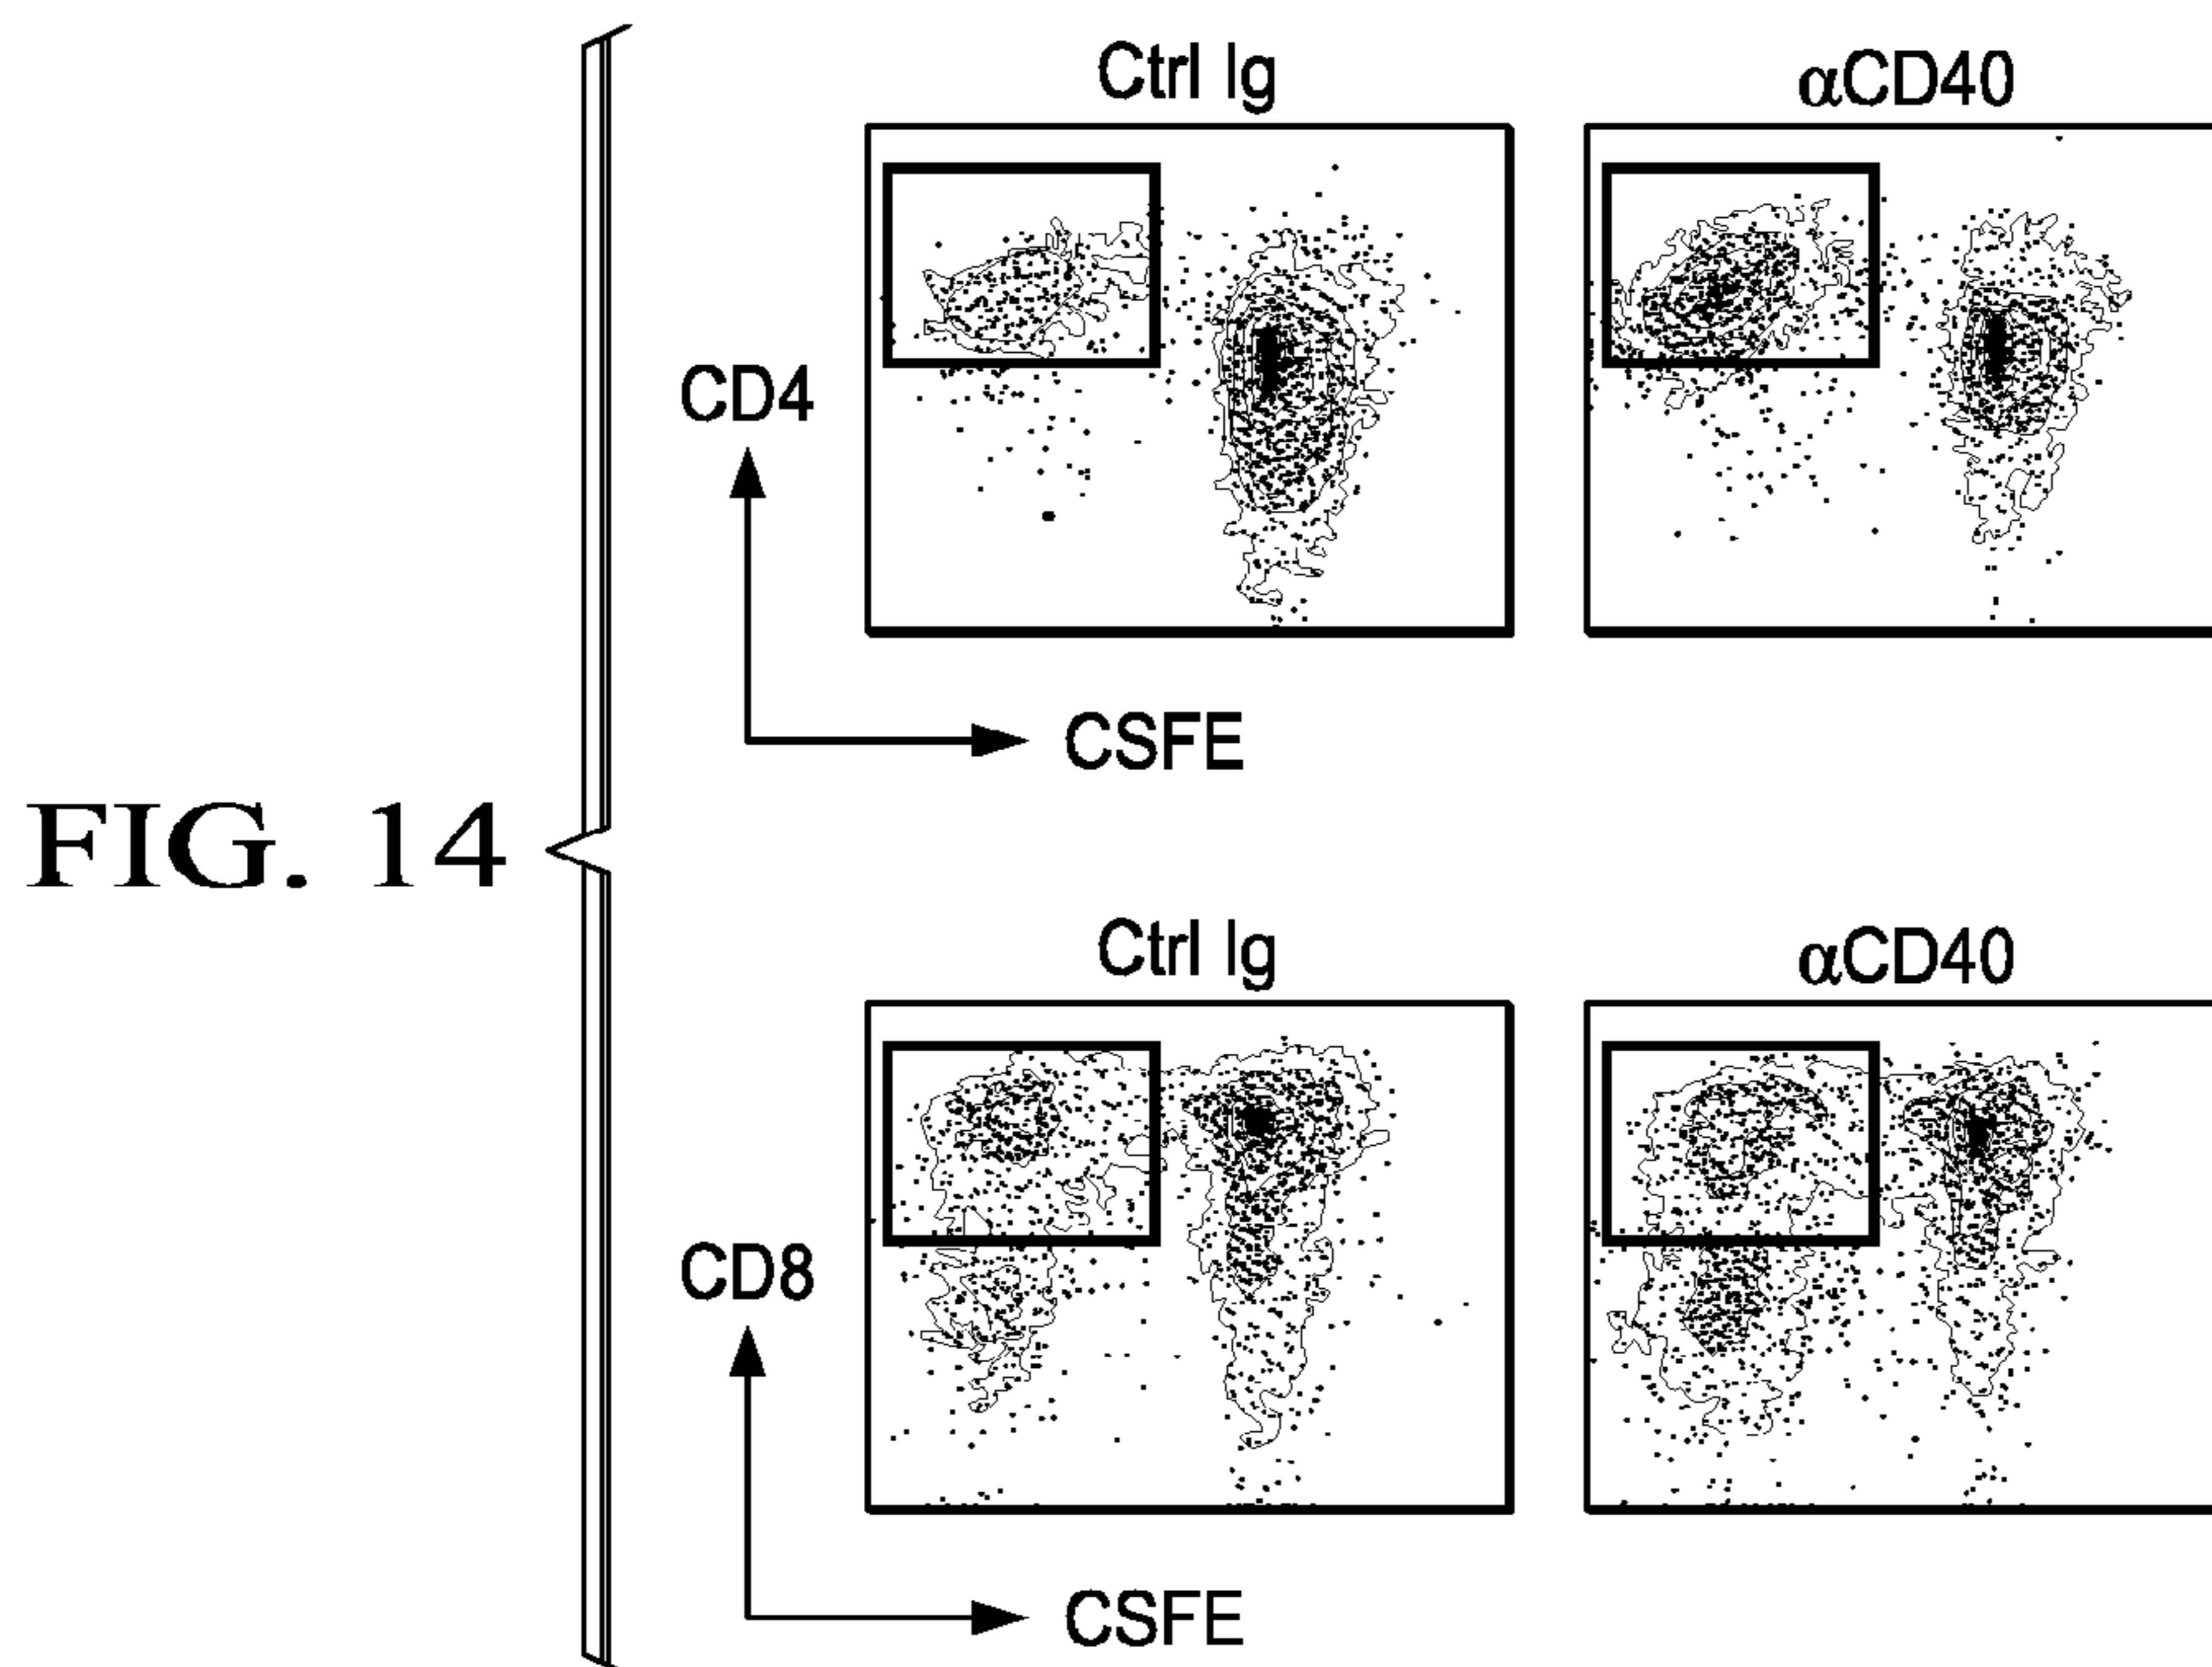 Ctrl Ig
αCD40
CD4
CSFE
FIG. 14
Ctrl Ig
αCD40
CD8
CSFE